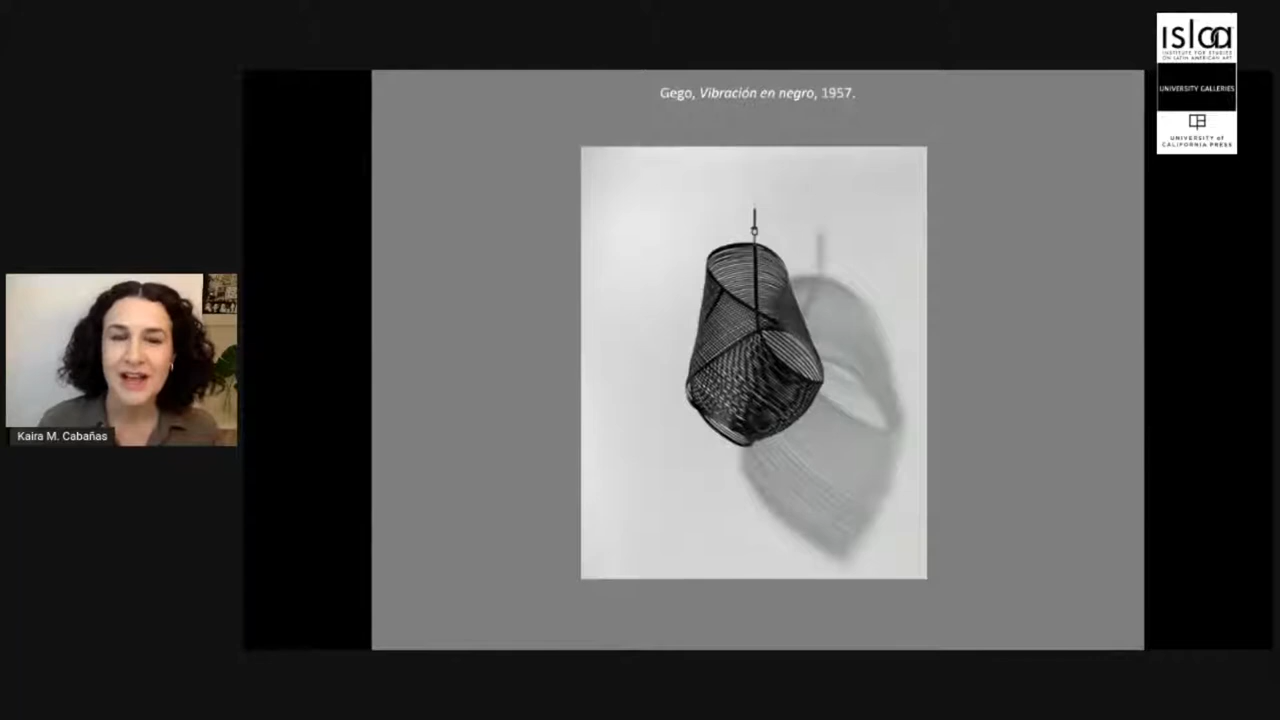 Gego, Vibración en negro, 1957.
islaa
INSTITUTE FOR STUDIES
ON LATIN AMERICAN ART
UNIVERSITY GALLERIES
UNIVERSITY of
CALIFORNIA PRESS
Kaira M. Cabañas